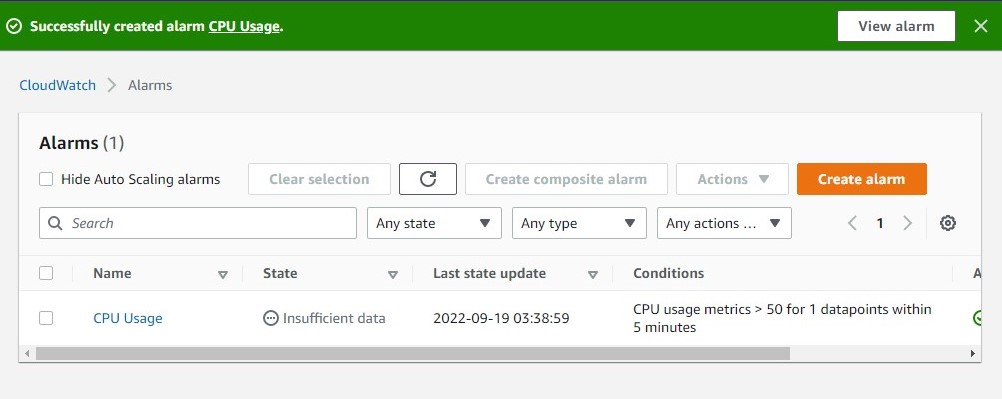 Successfully created alarm CPU Usage.
View alarm
CloudWatch
Alarms
Alarms (1)
Hide Auto Scaling alarms
Clear selection
Create composite alarm
Actions
Create alarm
Search
Any state
Any type
Any actions ...
1
Name
State
Last state update
Conditions
A
CPU Usage
Insufficient data
2022-09-19 03:38:59
CPU usage metrics > 50 for 1 datapoints within
5 minutes